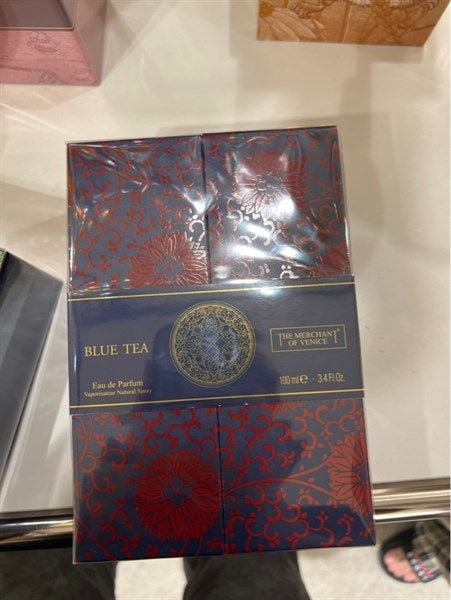 BLUE TEA
Eau de Parfum
Vaporisateur Natural Spray
THE MERCHANT
OF VENICE
100 ml ℮ - 3.4 Fl.Oz.